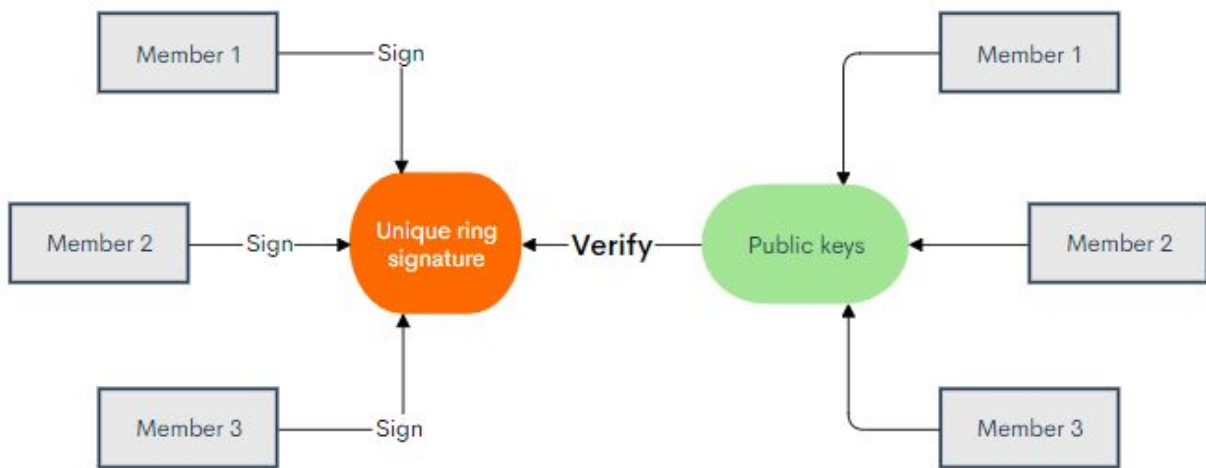 Member 1
Sign
Member 1
Member 2
Sign
Unique ring
signature
Verify
Public keys
Member 2
Member 3
Sign
Member 3